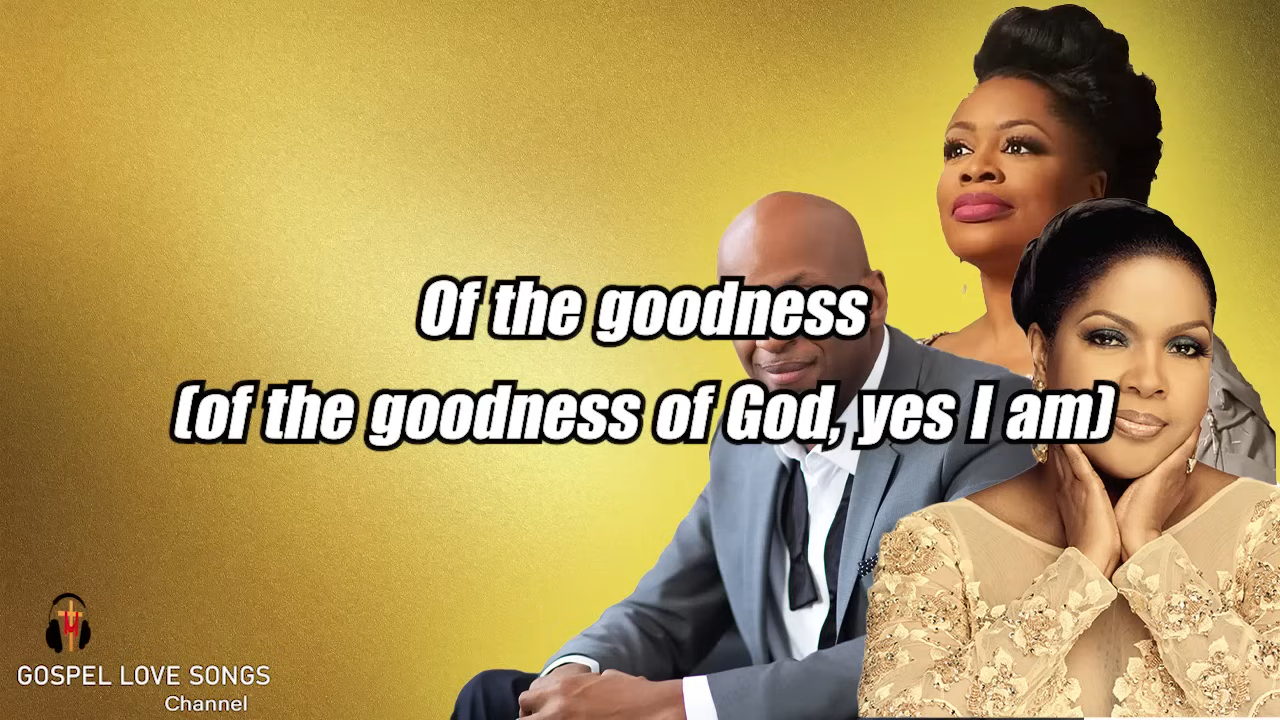 Of the goodness
(of the goodness of God, yes I am)
GOSPEL LOVE SONGS
Channel